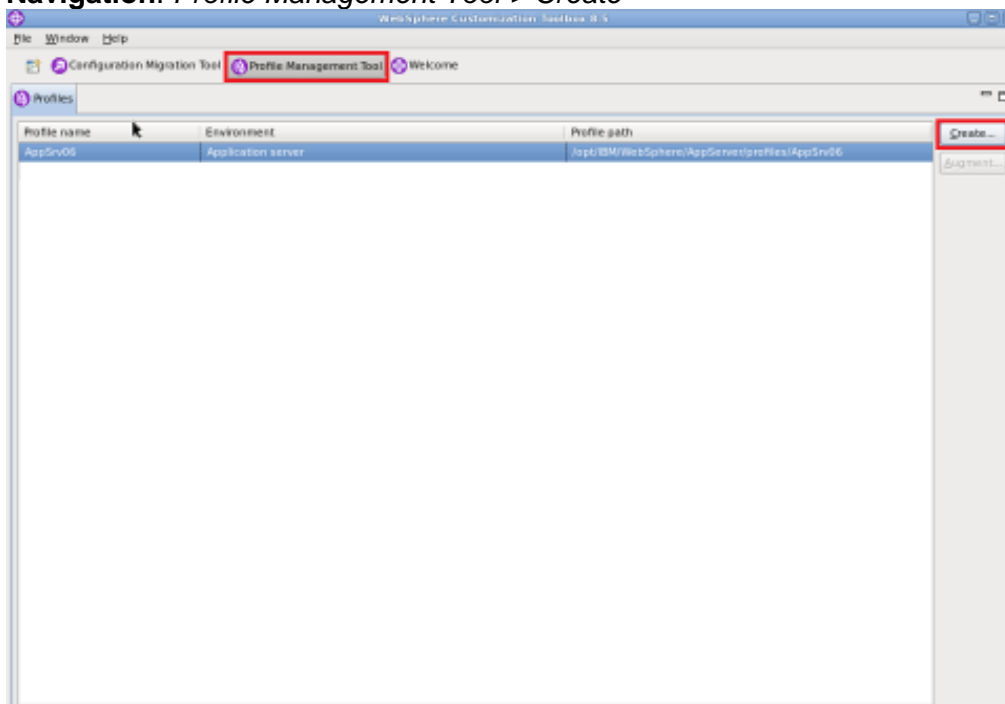 Navigation: Profile Management Tool > Create
WebSphere Customization Toolbox 8.5
File Window Help
Configuration Migration Tool Profile Management Tool Welcome
Profiles
Profile name Environment Profile path
AppSrv06 Application server /opt/IBM/WebSphere/AppServer/profiles/AppSrv06
Create...
Augment...